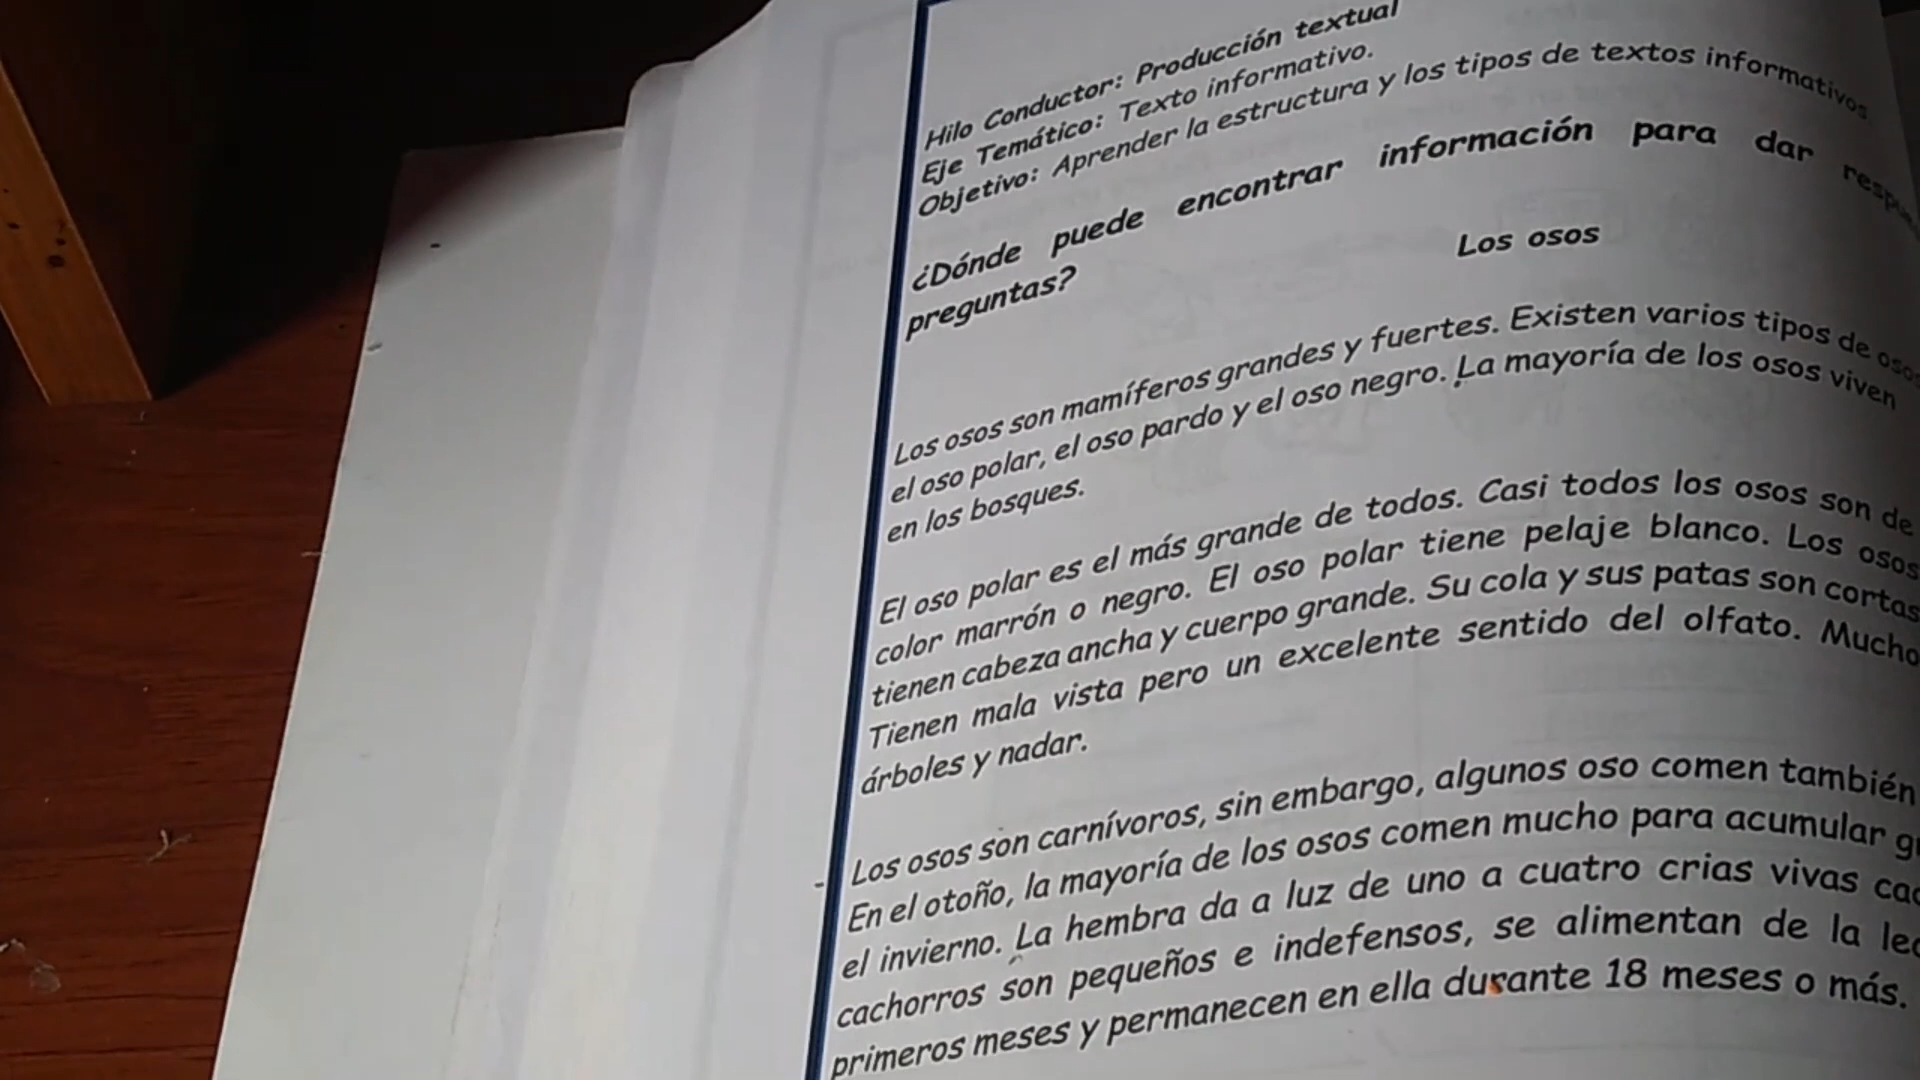 Hilo Conductor: Producción textual
Eje Temático: Texto informativo.
Objetivo: Aprender la estructura y los tipos de textos informativos
¿Dónde puede encontrar información para dar
preguntas?
Los osos
Los osos son mamíferos grandes y fuertes. Existen varios tipos de osos
el oso polar, el oso pardo y el oso negro. La mayoría de los osos viven
en los bosques.
El oso polar es el más grande de todos. Casi todos los osos son de
color marrón o negro. El oso polar tiene pelaje blanco. Los osos
tienen cabeza ancha y cuerpo grande. Su cola y sus patas son cortas
Tienen mala vista pero un excelente sentido del olfato.
árboles y nadar.
Los osos son carnívoros, sin embargo, algunos oso comen también
En el otoño, la mayoría de los osos comen mucho para acumular
el invierno. La hembra da a luz de uno a cuatro crias vivas
cachorros son pequeños e indefensos, se alimentan de la
primeros meses y permanecen en ella durante 18 meses o más.